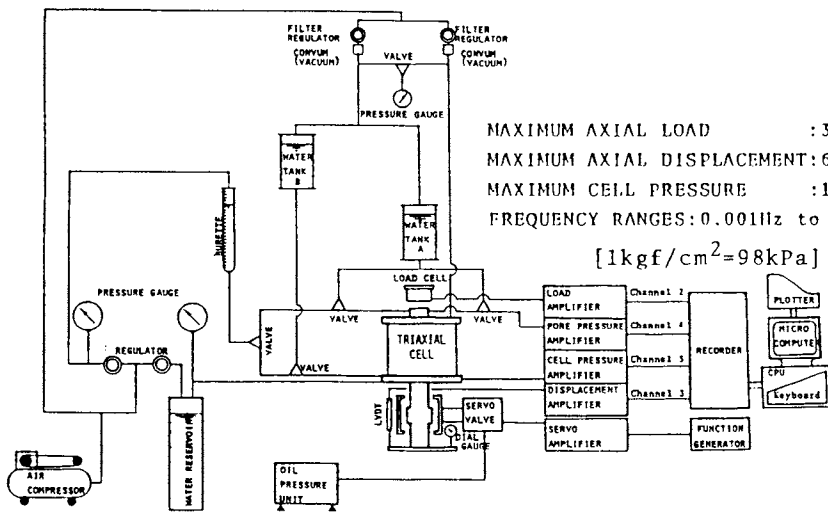 FILTER
REGULATOR
CONVUM
(VACUUM)
VALVE
FILTER
REGULATOR
CONVUM
(VACUUM)
PRESSURE GAUGE
WATER
TANK
B
WATER
TANK
A
BURETTE
MAXIMUM AXIAL LOAD :3
MAXIMUM AXIAL DISPLACEMENT:6
MAXIMUM CELL PRESSURE :1
FREQUENCY RANGES:0.001Hz to
[1kgf/cm²=98kPa]
PRESSURE GAUGE
REGULATOR
LOAD CELL
VALVE
VALVE
VALVE
VALVE
TRIAXIAL
CELL
LOAD
AMPLIFIER
PORE PRESSURE
AMPLIFIER
CELL PRESSURE
AMPLIFIER
DISPLACEMENT
AMPLIFIER
SERVO
AMPLIFIER
Channel 2
Channel 4
Channel 5
Channel 3
RECORDER
PLOTTER
MICRO
COMPUTER
CPU
keyboard
FUNCTION
GENERATOR
LVDT
SERVO
VALVE
DIAL
GAUGE
OIL
PRESSURE
UNIT
WATER RESERVOIR
AIR
COMPRESSOR